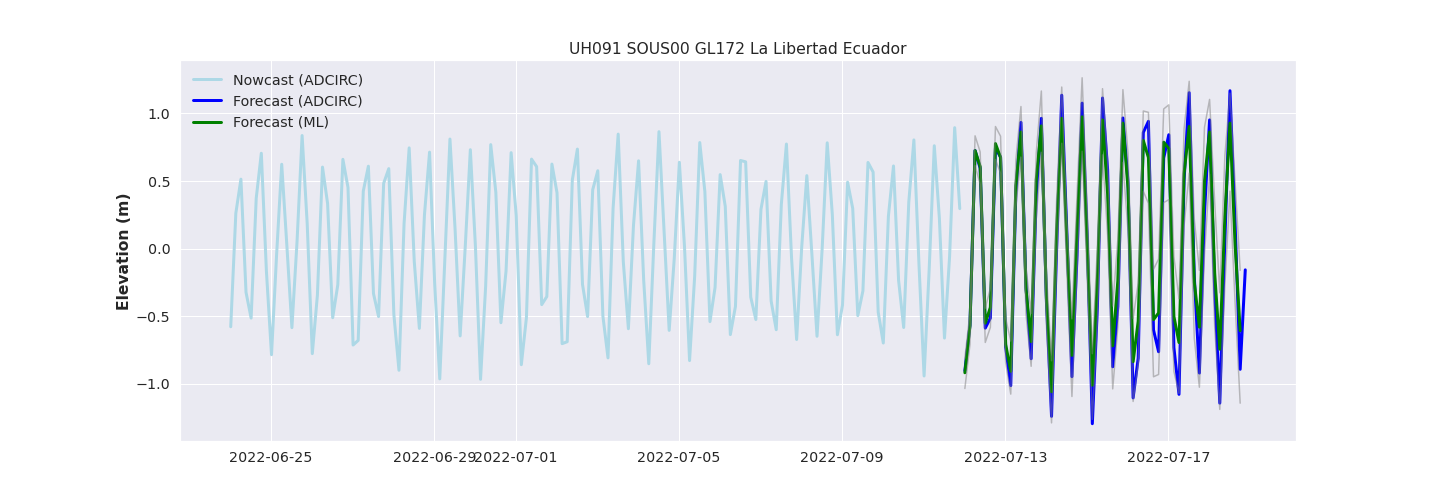 UH091 SOUS00 GL172 La Libertad Ecuador
Nowcast (ADCIRC)
Forecast (ADCIRC)
Forecast (ML)
Elevation (m)
1.0
0.5
0.0
−0.5
−1.0
2022-06-25
2022-06-29
2022-07-01
2022-07-05
2022-07-09
2022-07-13
2022-07-17